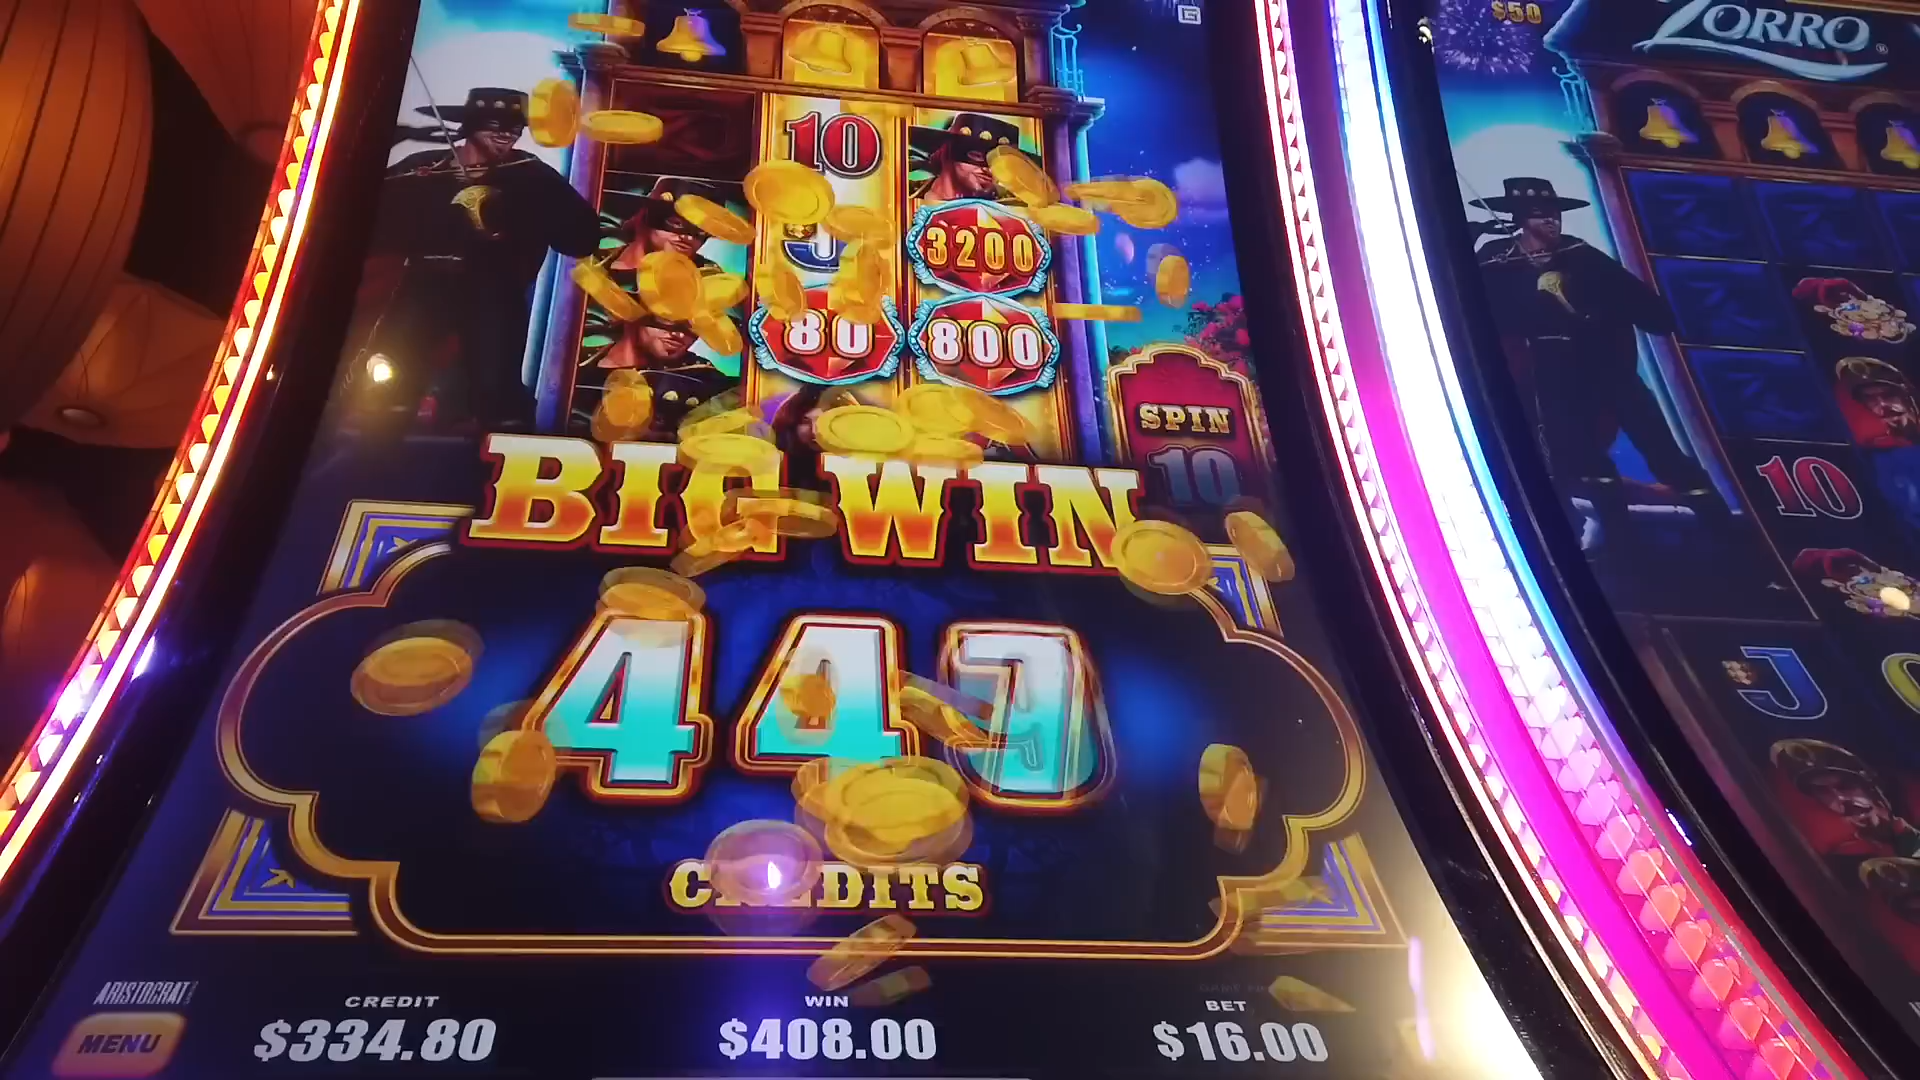 $50
ZORRO
10
3200
80
800
SPIN
10
BIG WIN
CREDITS
10
J
ARISTOCRAT
MENU
CREDIT
$334.80
WIN
$408.00
BET
$16.00